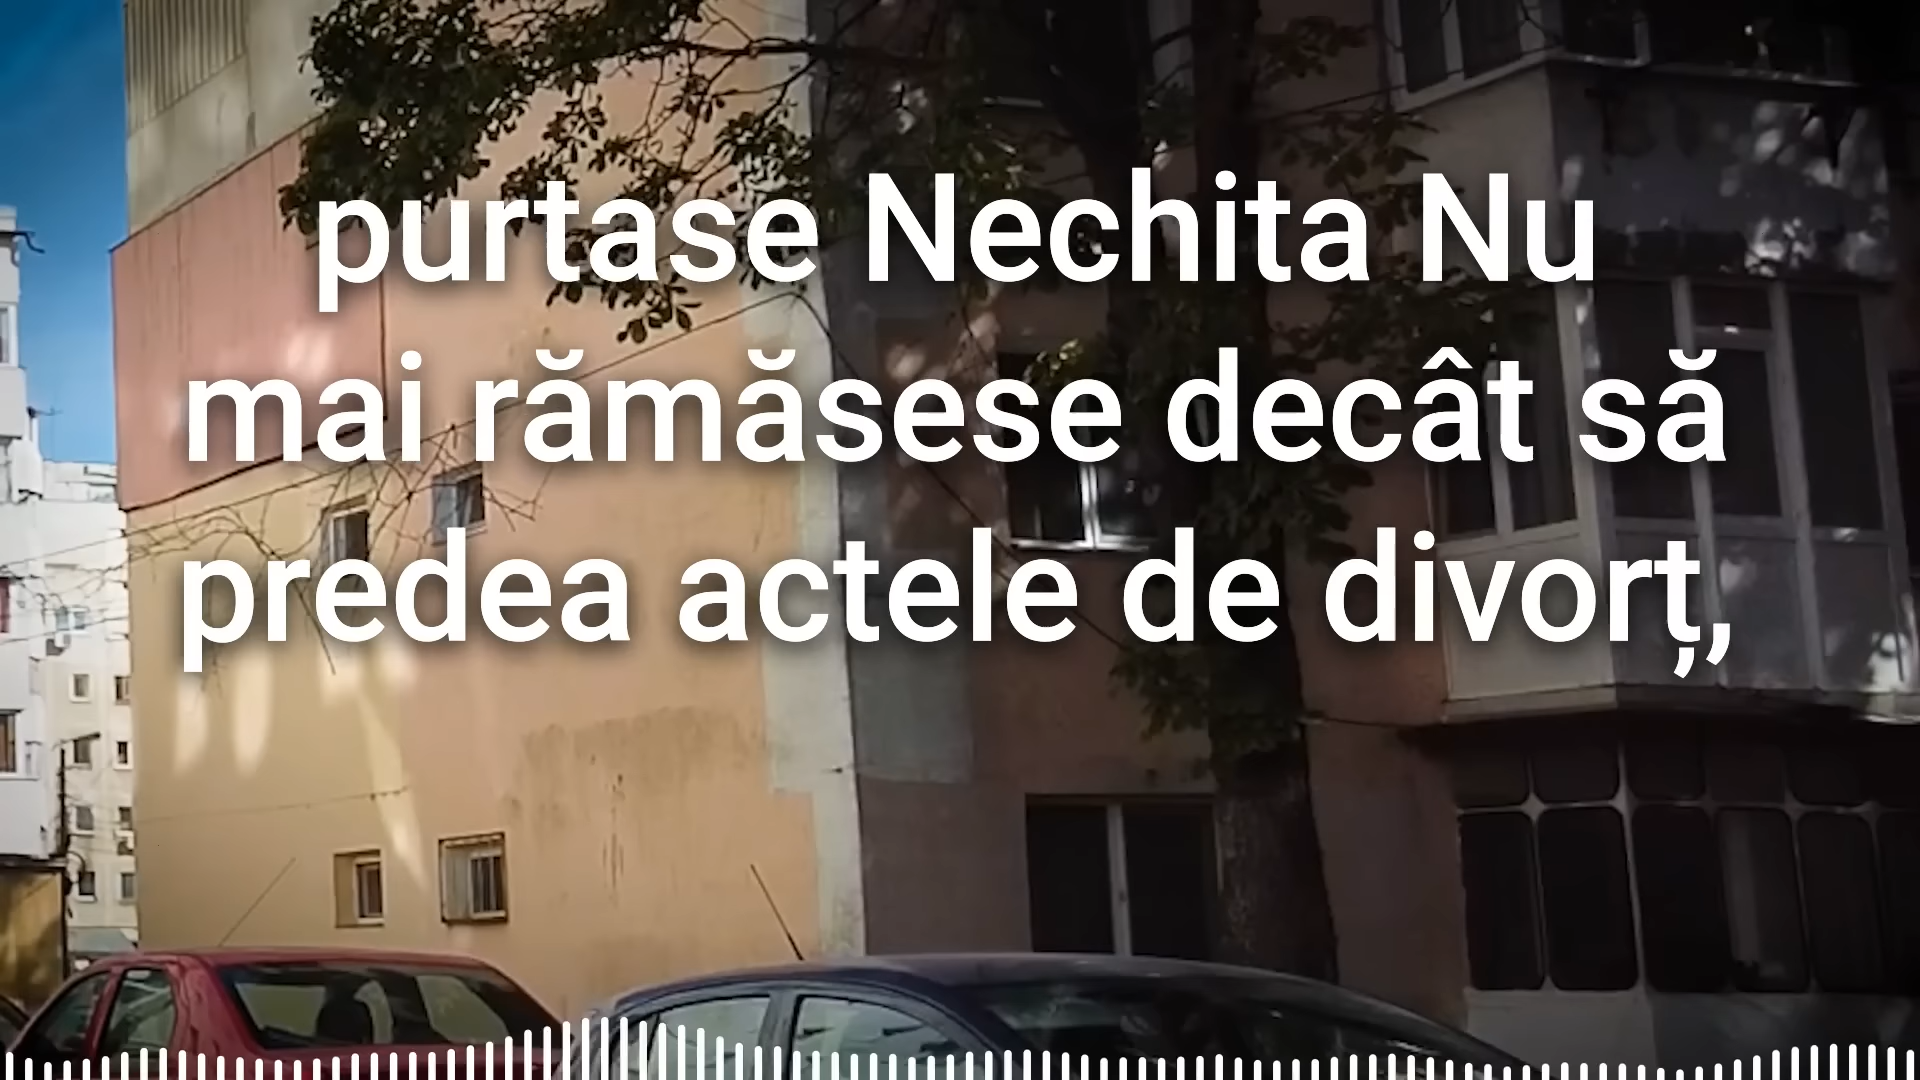 purtase Nechita Nu
mai rămăsese decât să
predea actele de divorț,